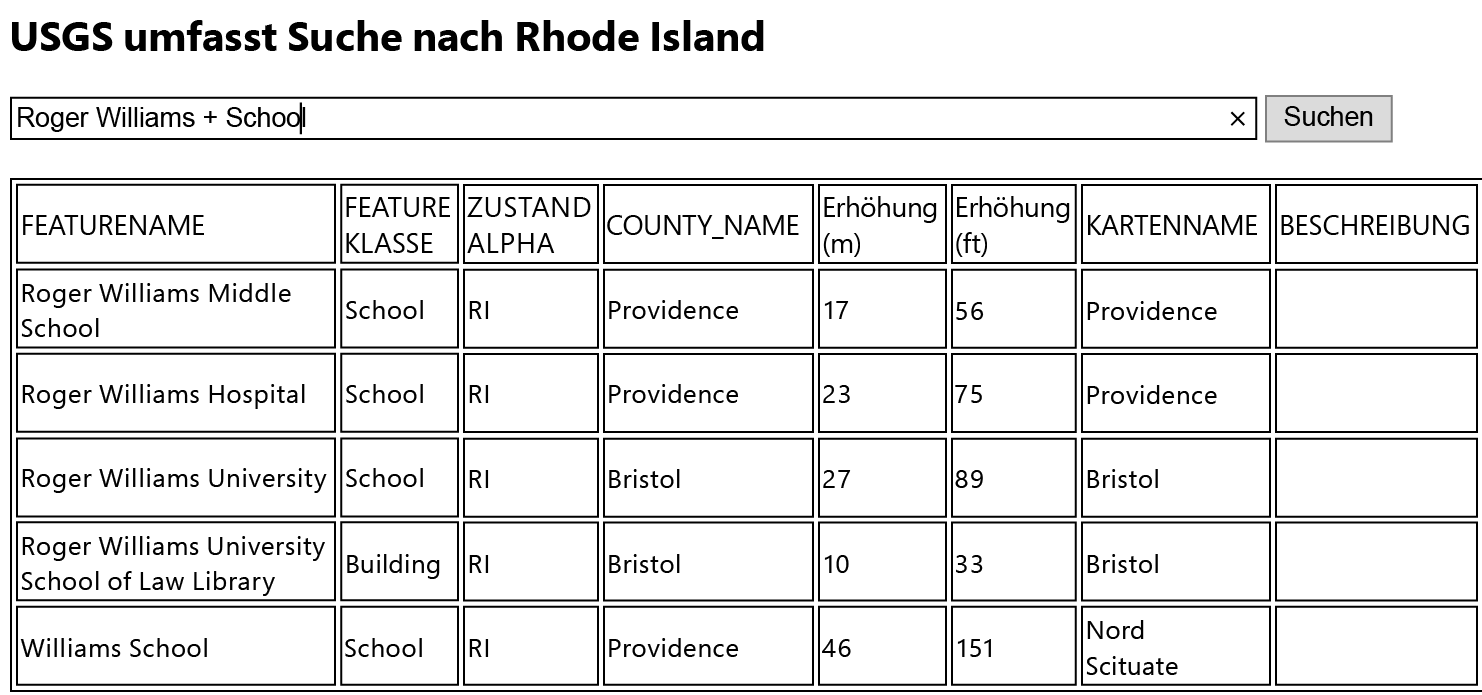 USGS umfasst Suche nach Rhode Island
Roger Williams + School × Suchen
FEATURENAME FEATURE KLASSE ZUSTAND ALPHA COUNTY_NAME Erhöhung (m) Erhöhung (ft) KARTENNAME BESCHREIBUNG
Roger Williams Middle School School RI Providence 17 56 Providence
Roger Williams Hospital School RI Providence 23 75 Providence
Roger Williams University School RI Bristol 27 89 Bristol
Roger Williams University School of Law Library Building RI Bristol 10 33 Bristol
Williams School School RI Providence 46 151 Nord Scituate